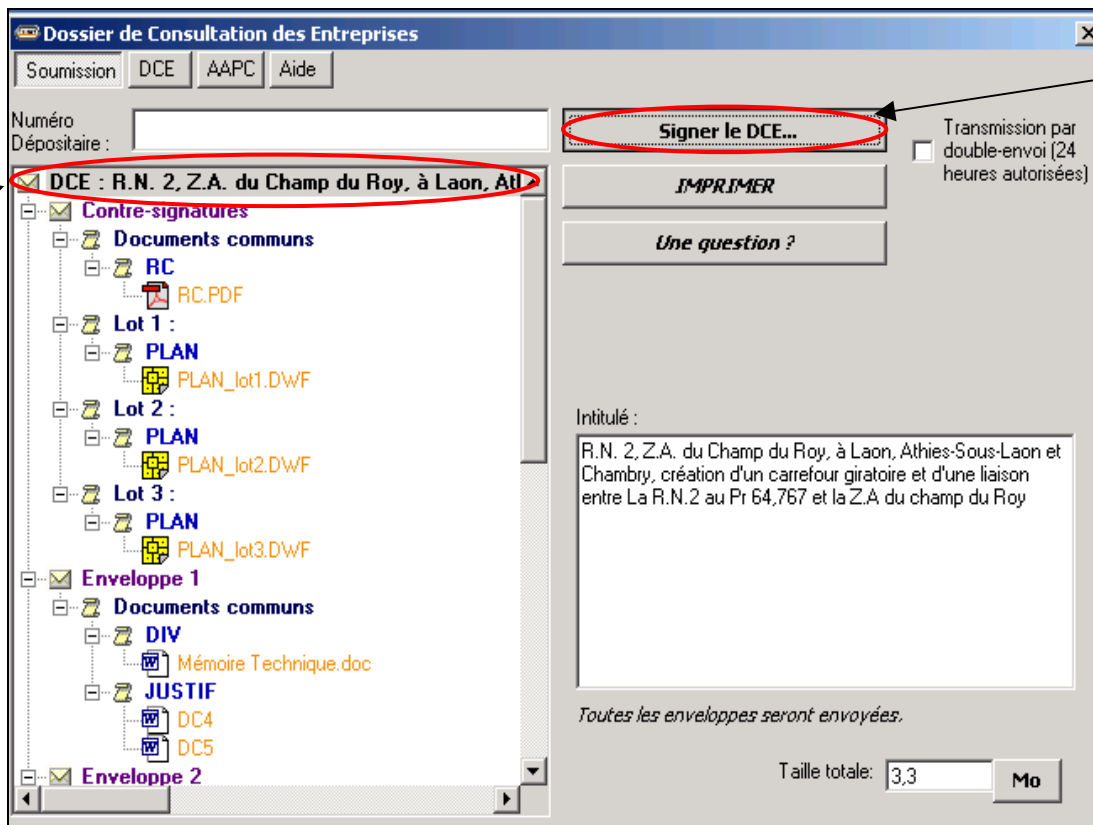 Dossier de Consultation des Entreprises
Soumission DCE AAPC Aide
Numéro
Dépositaire :
DCE : R.N. 2, Z.A. du Champ du Roy, à Laon, Atl
Contre-signatures
Documents communs
RC
RC.PDF
Lot 1 :
PLAN
PLAN_lot1.DWF
Lot 2 :
PLAN
PLAN_lot2.DWF
Lot 3 :
PLAN
PLAN_lot3.DWF
Enveloppe 1
Documents communs
DIV
Mémoire Technique.doc
JUSTIF
DC4
DC5
Enveloppe 2
Signer le DCE...
IMPRIMER
Une question ?
Transmission par
double-envoi (24
heures autorisées)
Intitulé :
R.N. 2, Z.A. du Champ du Roy, à Laon, Athies-Sous-Laon et
Chambry, création d'un carrefour giratoire et d'une liaison
entre La R.N.2 au Pr 64,767 et la Z.A du champ du Roy
Toutes les enveloppes seront envoyées.
Taille totale: 3,3 Mo